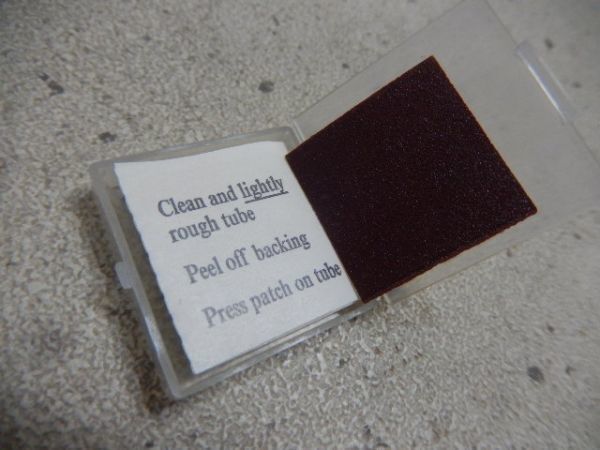 Clean and lightly
rough tube
Peel off backing
Press patch on tube